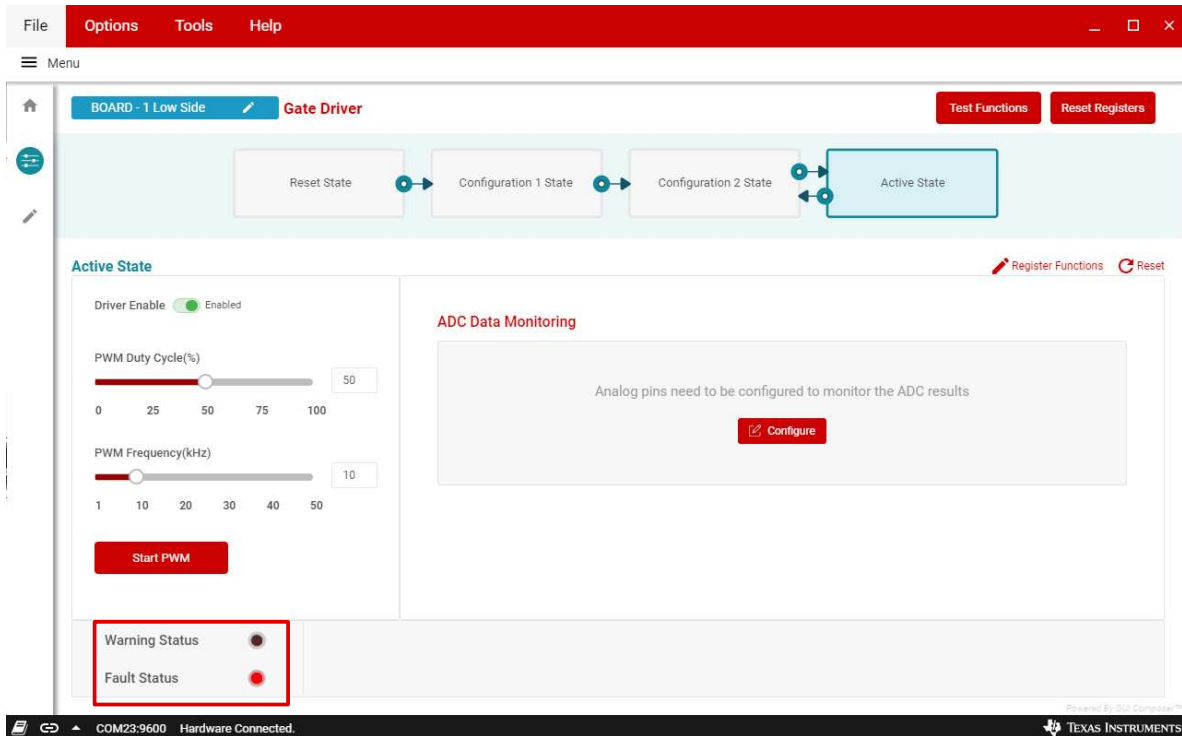 File Options Tools Help
Menu
BOARD - 1 Low Side Gate Driver Test Functions Reset Registers
Reset State Configuration 1 State Configuration 2 State Active State
Active State Register Functions Reset
Driver Enable Enabled
ADC Data Monitoring
PWM Duty Cycle(%)
50
0 25 50 75 100
Analog pins need to be configured to monitor the ADC results
Configure
PWM Frequency(kHz)
10
1 10 20 30 40 50
Start PWM
Warning Status
Fault Status
Powered By GUI Composer™
COM23:9600 Hardware Connected. TEXAS INSTRUMENTS